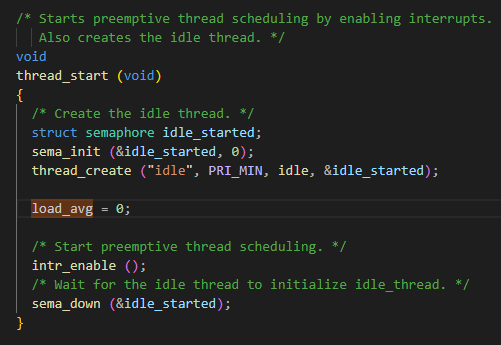 /* Starts preemptive thread scheduling by enabling interrupts.
Also creates the idle thread. */
void
thread_start (void)
{
/* Create the idle thread. */
struct semaphore idle_started;
sema_init (&idle_started, 0);
thread_create ("idle", PRI_MIN, idle, &idle_started);
load_avg = 0;
/* Start preemptive thread scheduling. */
intr_enable ();
/* Wait for the idle thread to initialize idle_thread. */
sema_down (&idle_started);
}